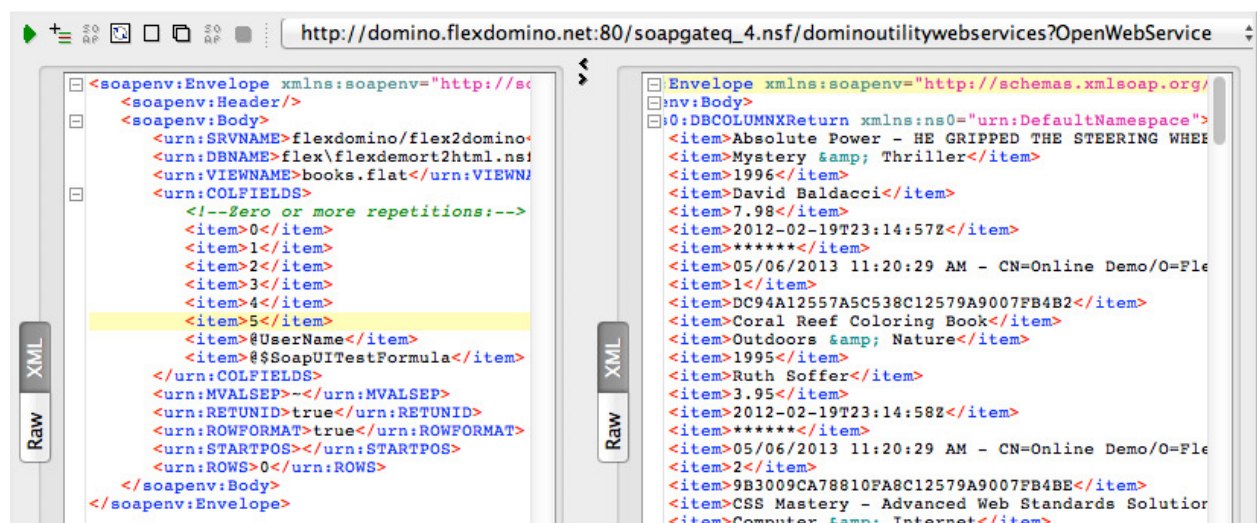 http://domino.flexdomino.net:80/soapgateq_4.nsf/dominoutilitywebservices?OpenWebService
<soapenv:Envelope xmlns:soapenv="http://sc
<soapenv:Header/>
<soapenv:Body>
<urn:SRVNAME>flexdomino/flex2domino<
<urn:DBNAME>flex\flexdemort2html.nsf
<urn:VIEWNAME>books.flat</urn:VIEWNA
<urn:COLFIELDS>
<!--Zero or more repetitions:-->
<item>0</item>
<item>1</item>
<item>2</item>
<item>3</item>
<item>4</item>
<item>5</item>
<item>@UserName</item>
<item>@$SoapUITestFormula</item>
</urn:COLFIELDS>
<urn:MVALSEP>~</urn:MVALSEP>
<urn:RETUNID>true</urn:RETUNID>
<urn:ROWFORMAT>true</urn:ROWFORMAT>
<urn:STARTPOS></urn:STARTPOS>
<urn:ROWS>0</urn:ROWS>
</soapenv:Body>
</soapenv:Envelope>
XML
Raw
:Envelope xmlns:soapenv="http://schemas.xmlsoap.org/
env:Body>
s0:DBCOLUMNXReturn xmlns:ns0="urn:DefaultNamespace">
<item>Absolute Power - HE GRIPPED THE STEERING WHEE
<item>Mystery &amp; Thriller</item>
<item>1996</item>
<item>David Baldacci</item>
<item>7.98</item>
<item>2012-02-19T23:14:57Z</item>
<item>******</item>
<item>05/06/2013 11:20:29 AM - CN=Online Demo/O=Fle
<item>1</item>
<item>DC94A12557A5C538C12579A9007FB4B2</item>
<item>Coral Reef Coloring Book</item>
<item>Outdoors &amp; Nature</item>
<item>1995</item>
<item>Ruth Soffer</item>
<item>3.95</item>
<item>2012-02-19T23:14:58Z</item>
<item>******</item>
<item>05/06/2013 11:20:29 AM - CN=Online Demo/O=Fle
<item>2</item>
<item>9B3009CA78810FA8C12579A9007FB4BE</item>
<item>CSS Mastery - Advanced Web Standards Solution
<item>Computer &amp; Internet</item>
XML
Raw